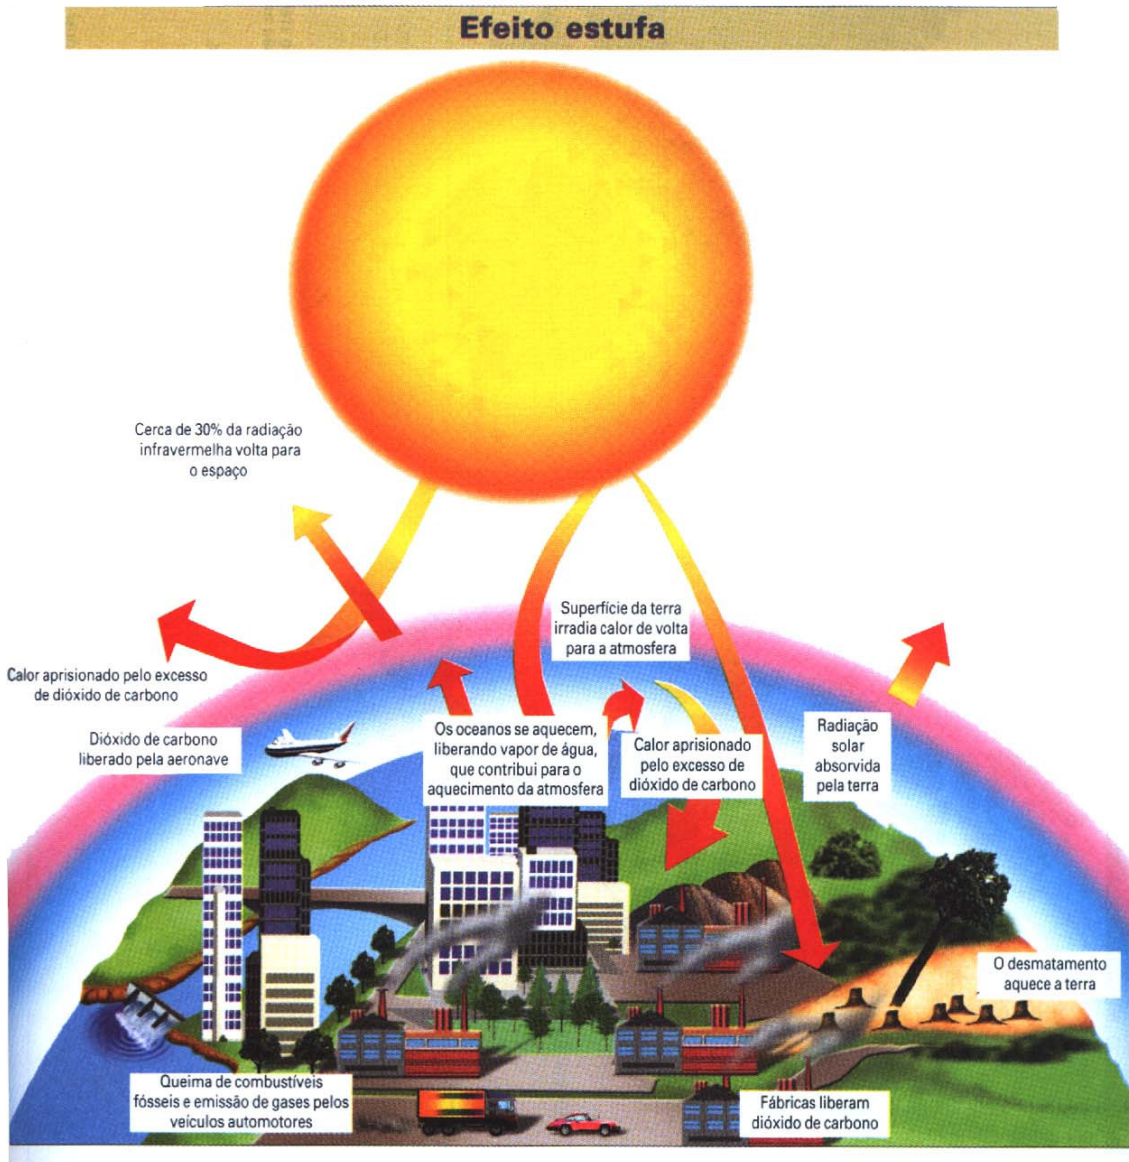 Efeito estufa
Cerca de 30% da radiação
infravermelha volta para
o espaço
Superfície da terra
irradia calor de volta
para a atmosfera
Calor aprisionado pelo excesso
de dióxido de carbono
Dióxido de carbono
liberado pela aeronave
Os oceanos se aquecem,
liberando vapor de água,
que contribui para o
aquecimento da atmosfera
Calor aprisionado
pelo excesso de
dióxido de carbono
Radiação
solar
absorvida
pela terra
O desmatamento
aquece a terra
Queima de combustíveis
fósseis e emissão de gases pelos
veículos automotores
Fábricas liberam
dióxido de carbono